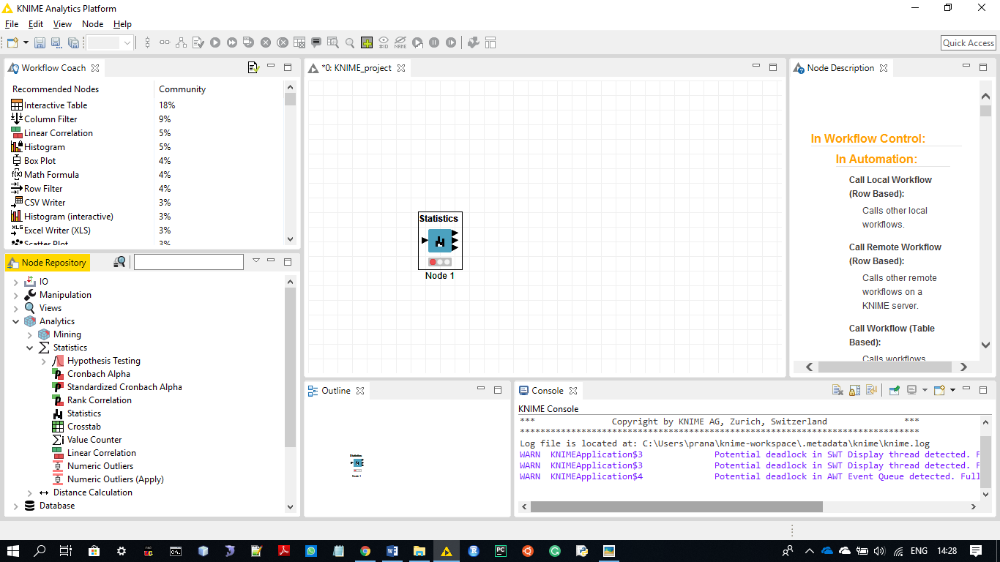 KNIME Analytics Platform
File Edit View Node Help
Quick Access
Workflow Coach
Recommended Nodes Community
Interactive Table 18%
Column Filter 9%
Linear Correlation 5%
Histogram 5%
Box Plot 4%
Math Formula 4%
Row Filter 4%
CSV Writer 3%
Histogram (interactive) 3%
Excel Writer (XLS) 3%
Scatter Plot 3%
Node Repository
IO
Manipulation
Views
Analytics
Mining
Statistics
Hypothesis Testing
Cronbach Alpha
Standardized Cronbach Alpha
Rank Correlation
Statistics
Crosstab
Value Counter
Linear Correlation
Numeric Outliers
Numeric Outliers (Apply)
Distance Calculation
Database
*0: KNIME_project
Statistics
Node 1
Node Description
In Workflow Control:
In Automation:
Call Local Workflow
(Row Based):
Calls other local
workflows.
Call Remote Workflow
(Row Based):
Calls other remote
workflows on a
KNIME server.
Call Workflow (Table
Based):
Calls workflows
Outline
Statistics
Node 1
Console
KNIME Console
*** Copyright by KNIME AG, Zurich, Switzerland ***
Log file is located at: C:\Users\prana\knime-workspace\.metadata\knime\knime.log
WARN KNIMEApplication$3 Potential deadlock in SWT Display thread detected. F
WARN KNIMEApplication$3 Potential deadlock in SWT Display thread detected. F
WARN KNIMEApplication$4 Potential deadlock in AWT Event Queue detected. Full
ENG 14:28